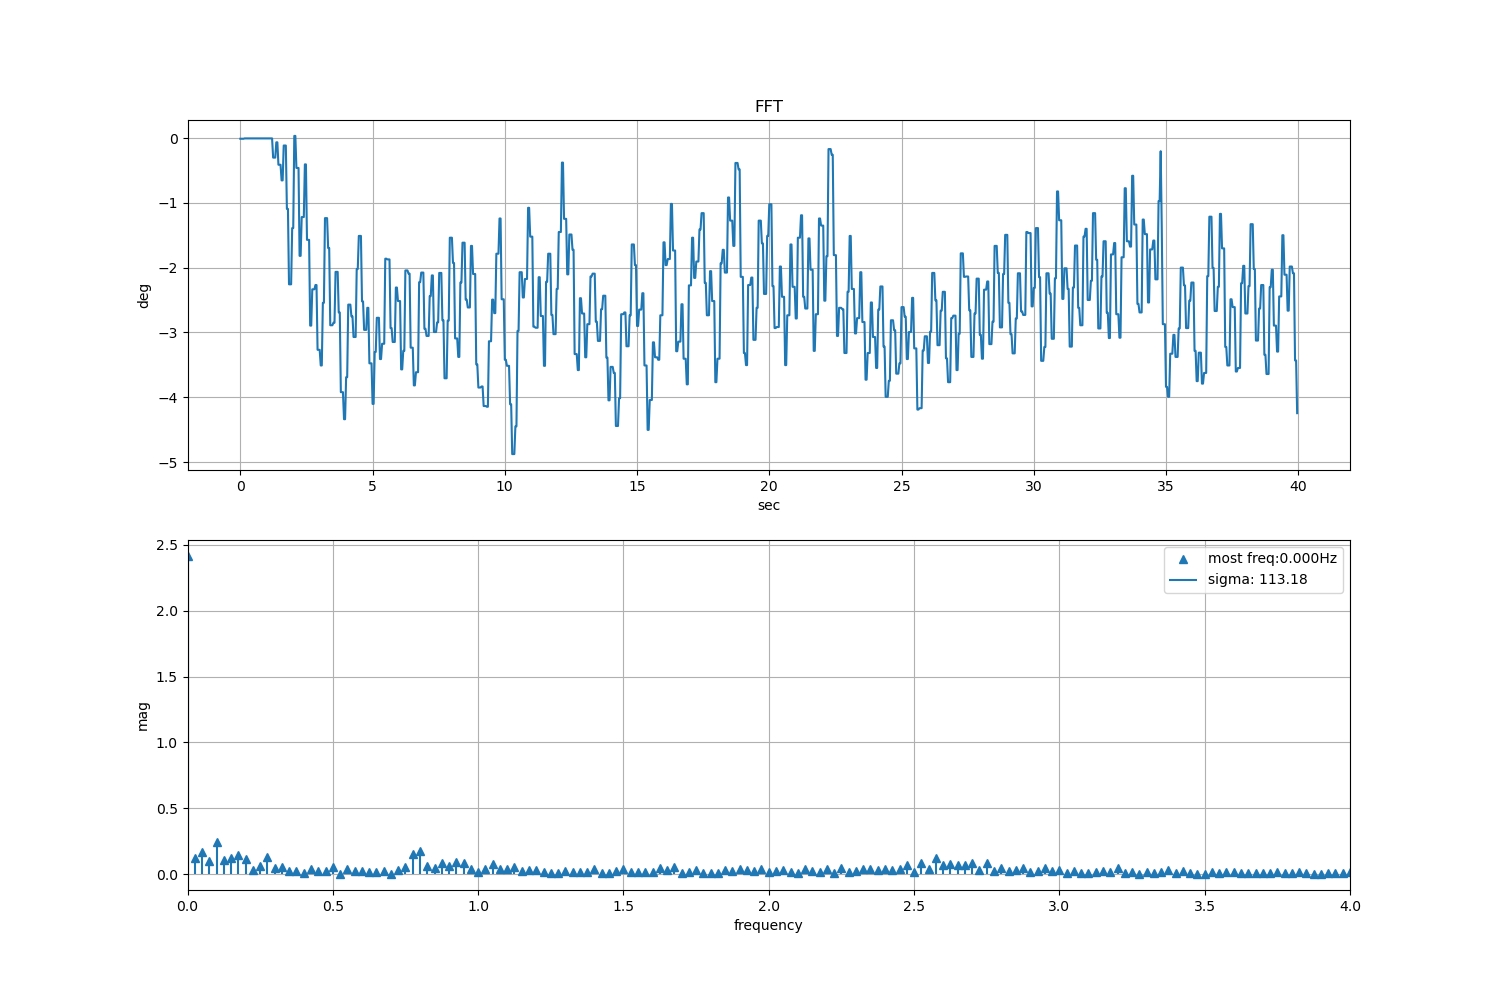 FFT
0
−1
−2
−3
−4
−5
deg
0 5 10 15 20 25 30 35 40
sec
2.5
2.0
1.5
1.0
0.5
0.0
mag
most freq:0.000Hz
sigma: 113.18
0.0 0.5 1.0 1.5 2.0 2.5 3.0 3.5 4.0
frequency